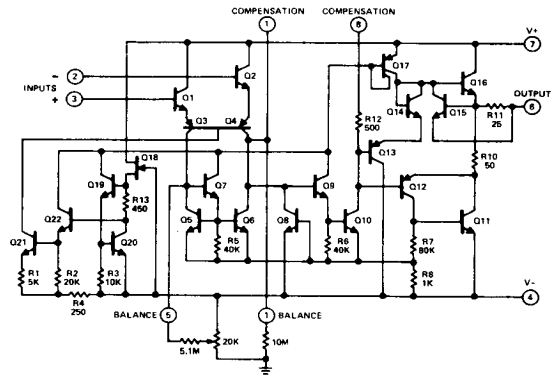 COMPENSATION COMPENSATION
1 8
V+
7
Q17
2
Q2
Q16
INPUTS
− +
3
Q1
OUTPUT
6
Q3 Q4
Q14 Q15
R11
25
R12
500
Q18
Q13
R10
50
Q19
R13
450
Q7
Q9
Q12
Q22
Q5 Q6 Q8
Q10
Q11
Q21
Q20
R5
40K
R6
40K
R7
80K
R1
5K
R2
20K
R3
10K
R8
1K
R4
250
V−
4
BALANCE 5
1 BALANCE
5.1M
20K
10M